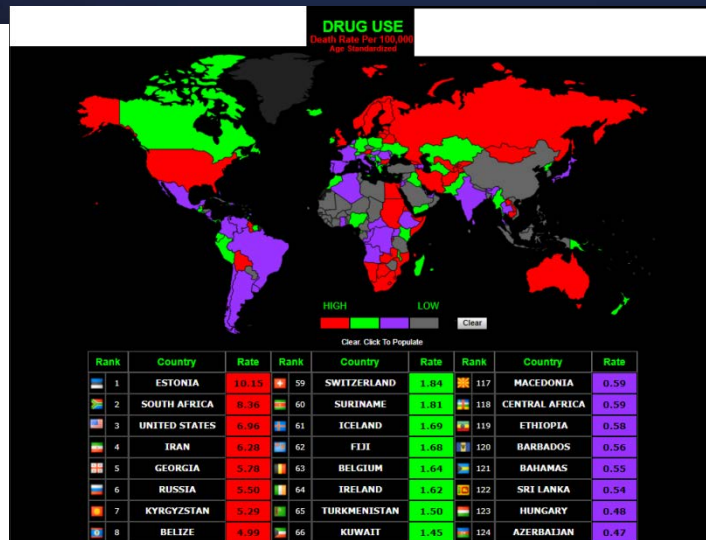 DRUG USE
Death Rate Per 100,000
Age Standardized
HIGH LOW
Clear
Clear. Click To Populate
Rank Country Rate Rank Country Rate Rank Country Rate
1 ESTONIA 10.15 59 SWITZERLAND 1.84 117 MACEDONIA 0.59
2 SOUTH AFRICA 8.36 60 SURINAME 1.81 118 CENTRAL AFRICA 0.59
3 UNITED STATES 6.96 61 ICELAND 1.69 119 ETHIOPIA 0.58
4 IRAN 6.28 62 FIJI 1.68 120 BARBADOS 0.56
5 GEORGIA 5.78 63 BELGIUM 1.64 121 BAHAMAS 0.55
6 RUSSIA 5.50 64 IRELAND 1.62 122 SRI LANKA 0.54
7 KYRGYZSTAN 5.29 65 TURKMENISTAN 1.50 123 HUNGARY 0.48
8 BELIZE 4.99 66 KUWAIT 1.45 124 AZERBAIJAN 0.47